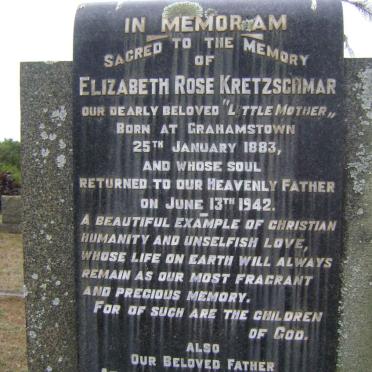 IN MEMORIAM
SACRED TO THE MEMORY
OF
ELIZABETH ROSE KRETZSCHMAR
OUR DEARLY BELOVED "LITTLE MOTHER"
BORN AT GRAHAMSTOWN
25TH JANUARY 1883,
AND WHOSE SOUL
RETURNED TO OUR HEAVENLY FATHER
ON JUNE 13TH 1942.
A BEAUTIFUL EXAMPLE OF CHRISTIAN
HUMANITY AND UNSELFISH LOVE,
WHOSE LIFE ON EARTH WILL ALWAYS
REMAIN AS OUR MOST FRAGRANT
AND PRECIOUS MEMORY.
FOR OF SUCH ARE THE CHILDREN
OF GOD.
ALSO
OUR BELOVED FATHER